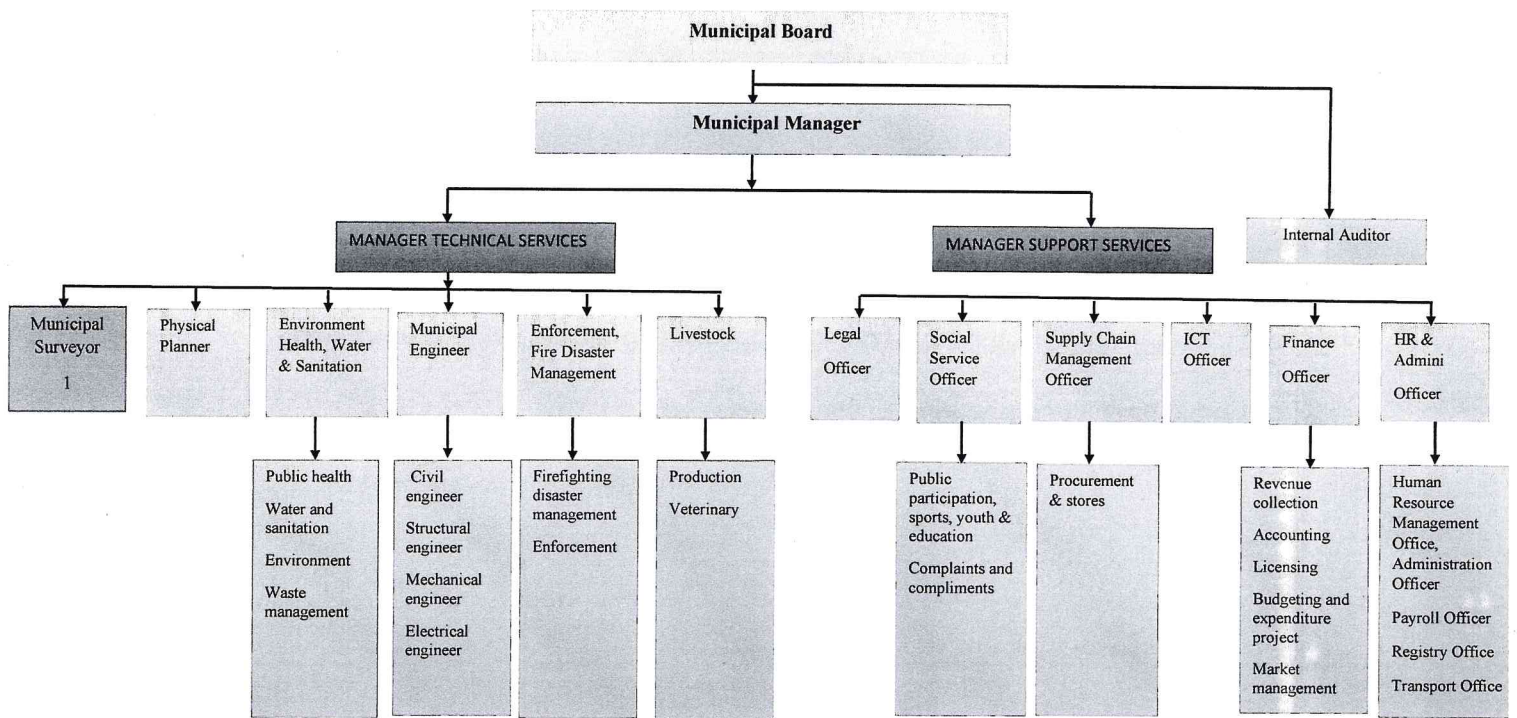 Municipal Board
Municipal Manager
MANAGER TECHNICAL SERVICES
MANAGER SUPPORT SERVICES
Internal Auditor
Municipal
Surveyor
1
Physical
Planner
Environment
Health, Water
& Sanitation
Municipal
Engineer
Enforcement,
Fire Disaster
Management
Livestock
Legal
Officer
Social
Service
Officer
Supply Chain
Management
Officer
ICT
Officer
Finance
Officer
HR &
Admini
Officer
Public health
Water and
sanitation
Environment
Waste
management
Civil
engineer
Structural
engineer
Mechanical
engineer
Electrical
engineer
Firefighting
disaster
management
Enforcement
Production
Veterinary
Public
participation,
sports, youth &
education
Complaints and
compliments
Procurement
& stores
Revenue
collection
Accounting
Licensing
Budgeting and
expenditure
project
Market
management
Human
Resource
Management
Office,
Administration
Officer
Payroll Officer
Registry Office
Transport Office